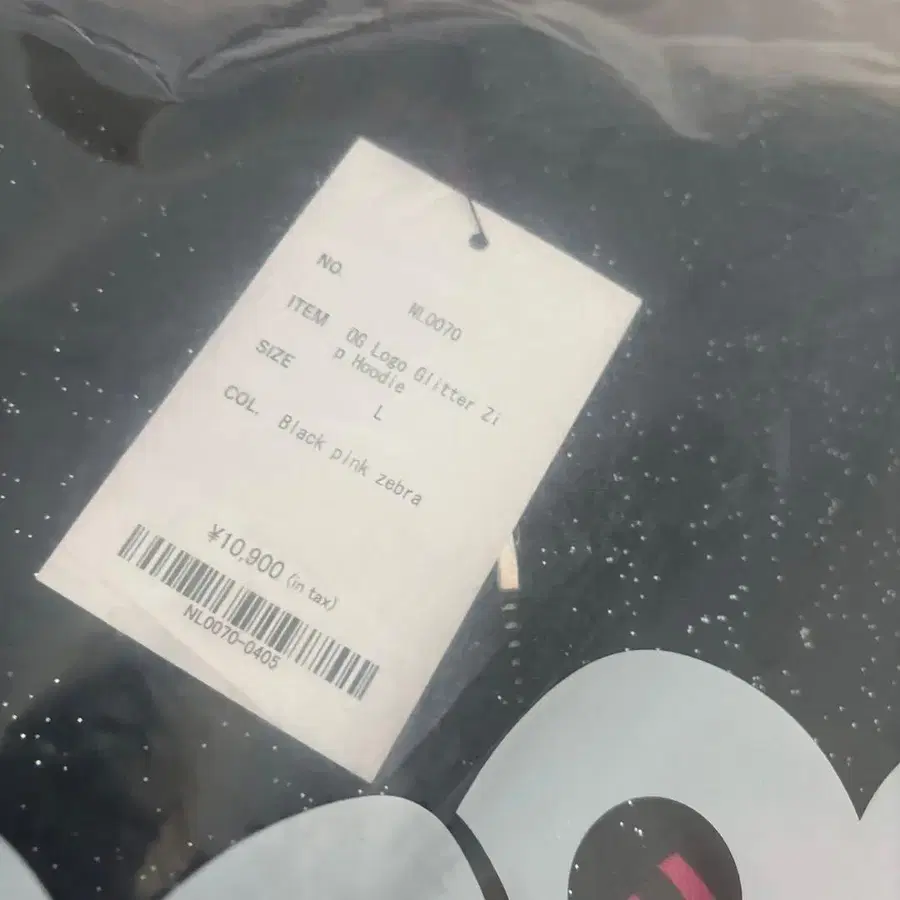 NO. NL0070
ITEM OG Logo Glitter Zi
p Hoodie
SIZE L
COL. Black pink zebra
¥10,900 (in tax)
NL0070-0405